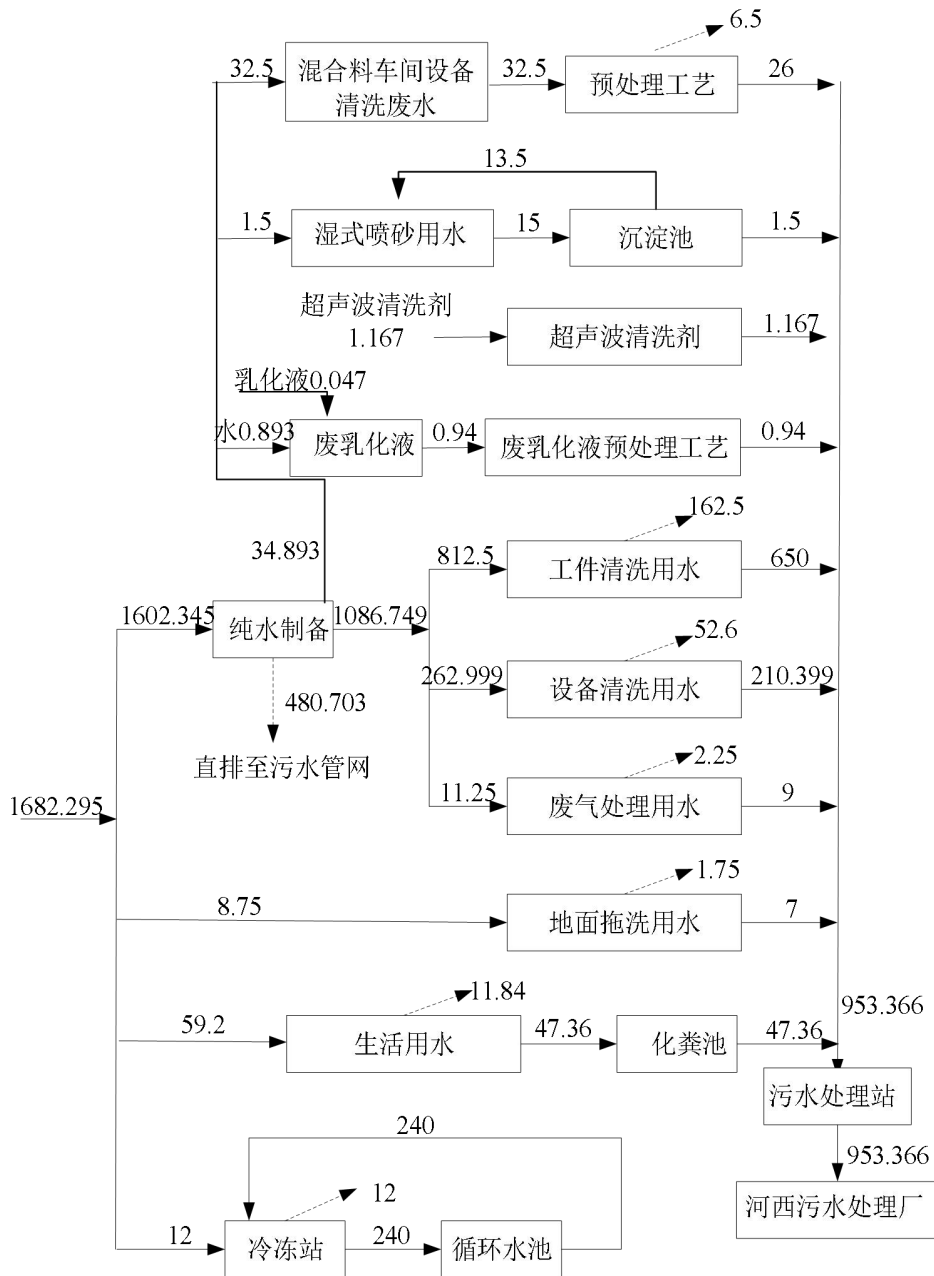 6.5
32.5
混合料车间设备
清洗废水
32.5
预处理工艺
26
13.5
1.5
湿式喷砂用水
15
沉淀池
1.5
超声波清洗剂
1.167
超声波清洗剂
1.167
乳化液0.047
水0.893
废乳化液
0.94
废乳化液预处理工艺
0.94
162.5
34.893
812.5
工件清洗用水
650
1602.345
纯水制备
1086.749
52.6
262.999
设备清洗用水
210.399
480.703
直排至污水管网
2.25
11.25
废气处理用水
9
1682.295
1.75
8.75
地面拖洗用水
7
11.84
953.366
59.2
生活用水
47.36
化粪池
47.36
污水处理站
240
953.366
12
河西污水处理厂
12
冷冻站
240
循环水池